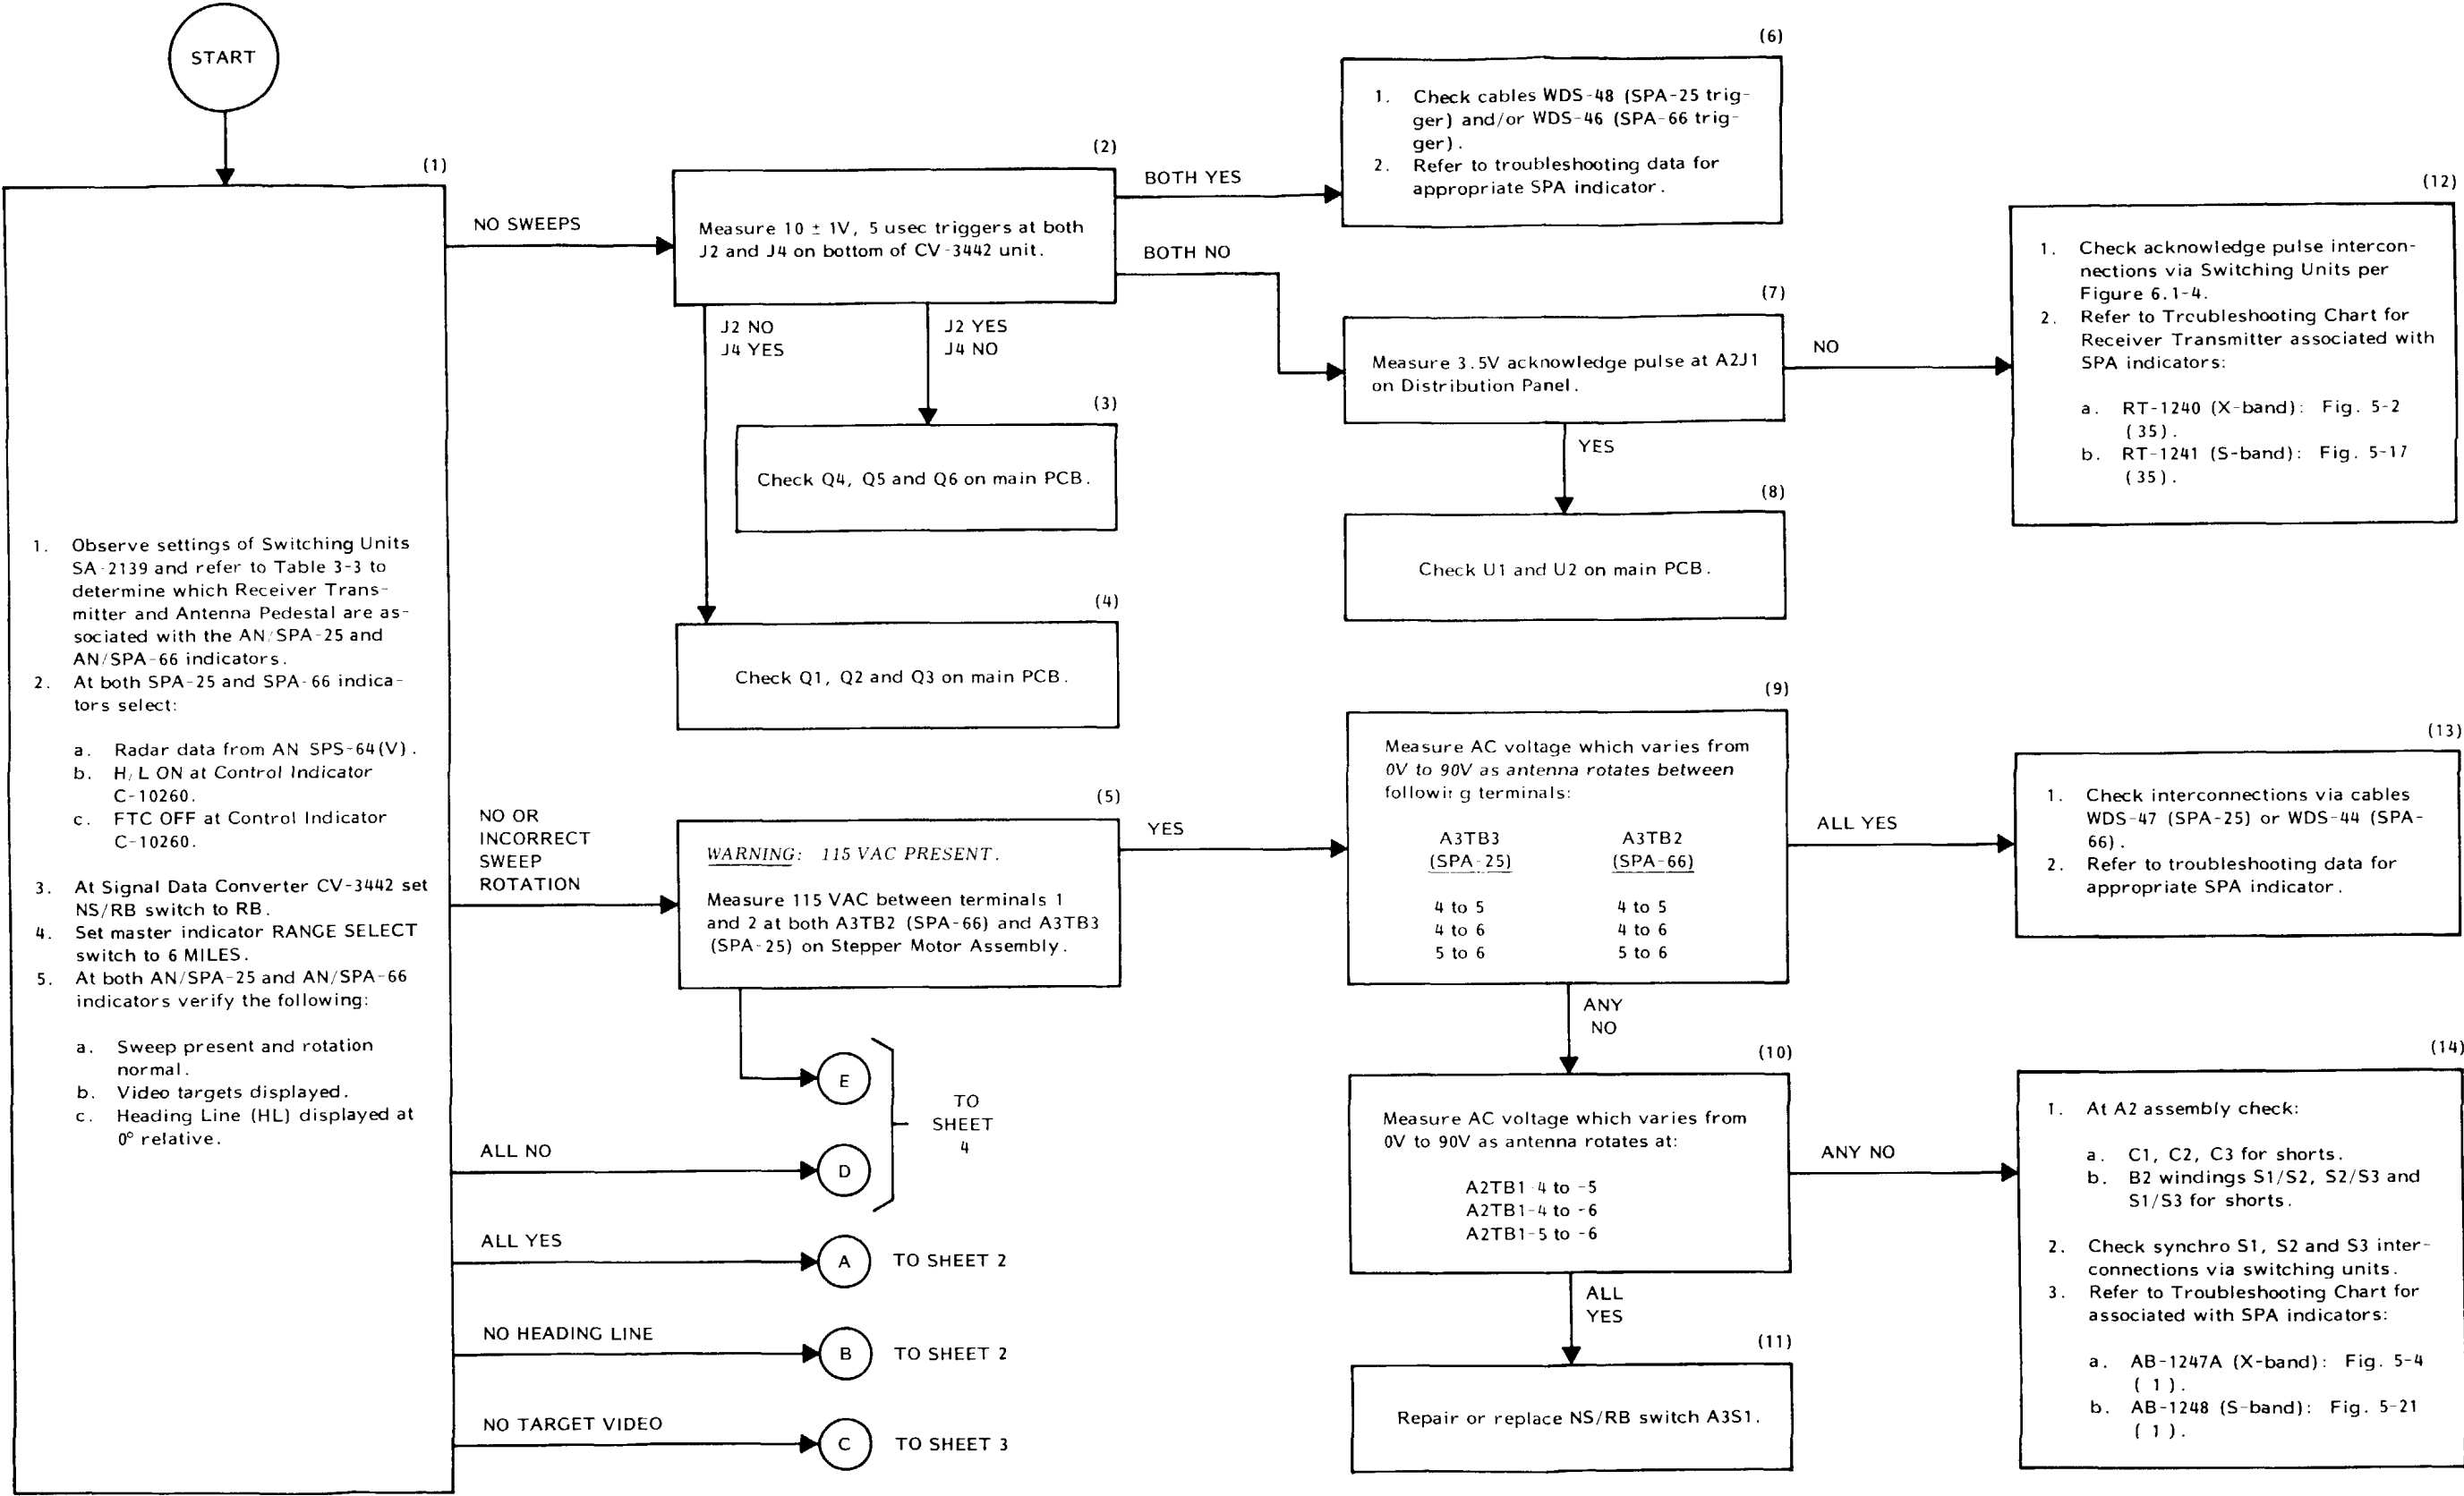 START
(1)
1. Observe settings of Switching Units
SA-2139 and refer to Table 3-3 to
determine which Receiver Trans-
mitter and Antenna Pedestal are as-
sociated with the AN/SPA-25 and
AN/SPA-66 indicators.
2. At both SPA-25 and SPA-66 indica-
tors select:
a. Radar data from AN SPS-64(V).
b. H/L ON at Control Indicator
C-10260.
c. FTC OFF at Control Indicator
C-10260.
3. At Signal Data Converter CV-3442 set
NS/RB switch to RB.
4. Set master indicator RANGE SELECT
switch to 6 MILES.
5. At both AN/SPA-25 and AN/SPA-66
indicators verify the following:
a. Sweep present and rotation
normal.
b. Video targets displayed.
c. Heading Line (HL) displayed at
0° relative.
NO SWEEPS
(2)
Measure 10 ± 1V, 5 usec triggers at both
J2 and J4 on bottom of CV-3442 unit.
BOTH YES
BOTH NO
J2 NO
J4 YES
J2 YES
J4 NO
(3)
Check Q4, Q5 and Q6 on main PCB.
(4)
Check Q1, Q2 and Q3 on main PCB.
(6)
1. Check cables WDS-48 (SPA-25 trig-
ger) and/or WDS-46 (SPA-66 trig-
ger).
2. Refer to troubleshooting data for
appropriate SPA indicator.
(7)
Measure 3.5V acknowledge pulse at A2J1
on Distribution Panel.
NO
YES
(8)
Check U1 and U2 on main PCB.
(12)
1. Check acknowledge pulse intercon-
nections via Switching Units per
Figure 6.1-4.
2. Refer to Trcubleshooting Chart for
Receiver Transmitter associated with
SPA indicators:
a. RT-1240 (X-band): Fig. 5-2
(35).
b. RT-1241 (S-band): Fig. 5-17
(35).
NO OR
INCORRECT
SWEEP
ROTATION
(5)
WARNING: 115 VAC PRESENT.
Measure 115 VAC between terminals 1
and 2 at both A3TB2 (SPA-66) and A3TB3
(SPA-25) on Stepper Motor Assembly.
YES
(9)
Measure AC voltage which varies from
0V to 90V as antenna rotates between
followir g terminals:
A3TB3 A3TB2
(SPA-25) (SPA-66)
4 to 5 4 to 5
4 to 6 4 to 6
5 to 6 5 to 6
ALL YES
ANY
NO
(13)
1. Check interconnections via cables
WDS-47 (SPA-25) or WDS-44 (SPA-
66).
2. Refer to troubleshooting data for
appropriate SPA indicator.
(10)
Measure AC voltage which varies from
0V to 90V as antenna rotates at:
A2TB1-4 to -5
A2TB1-4 to -6
A2TB1-5 to -6
ANY NO
ALL
YES
(11)
Repair or replace NS/RB switch A3S1.
(14)
1. At A2 assembly check:
a. C1, C2, C3 for shorts.
b. B2 windings S1/S2, S2/S3 and
S1/S3 for shorts.
2. Check synchro S1, S2 and S3 inter-
connections via switching units.
3. Refer to Troubleshooting Chart for
associated with SPA indicators:
a. AB-1247A (X-band): Fig. 5-4
( 1 ).
b. AB-1248 (S-band): Fig. 5-21
( 1 ).
E
TO
SHEET
4
ALL NO
D
ALL YES
A TO SHEET 2
NO HEADING LINE
B TO SHEET 2
NO TARGET VIDEO
C TO SHEET 3